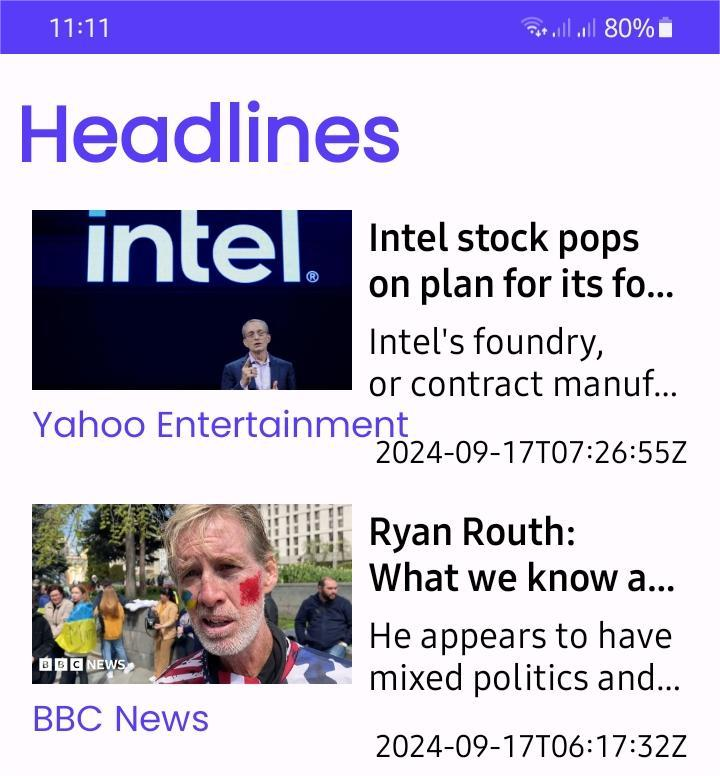 11:11
80%
Headlines
intel®
Intel stock pops
on plan for its fo...
Intel's foundry,
or contract manuf...
Yahoo Entertainment
2024-09-17T07:26:55Z
Ryan Routh:
What we know a...
He appears to have
mixed politics and...
BBC NEWS
BBC News
2024-09-17T06:17:32Z